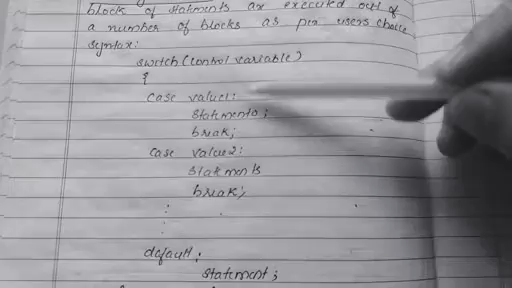 block of statments are executed out of
a number of blocks as per users choice
syntax:
switch (control variable)
{
case value1:
statements;
break;
case value2:
statements
break;
:
:
default:
statement;